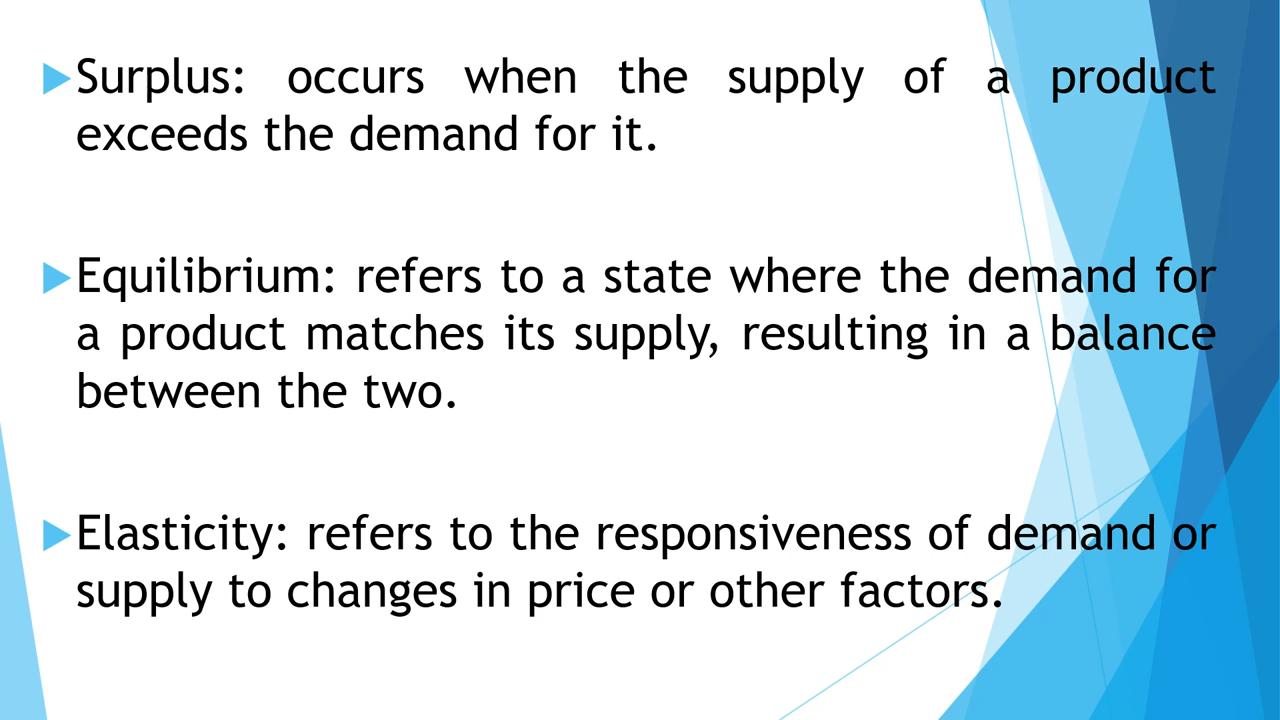 Surplus: occurs when the supply of a product
exceeds the demand for it.
Equilibrium: refers to a state where the demand for
a product matches its supply, resulting in a balance
between the two.
Elasticity: refers to the responsiveness of demand or
supply to changes in price or other factors.